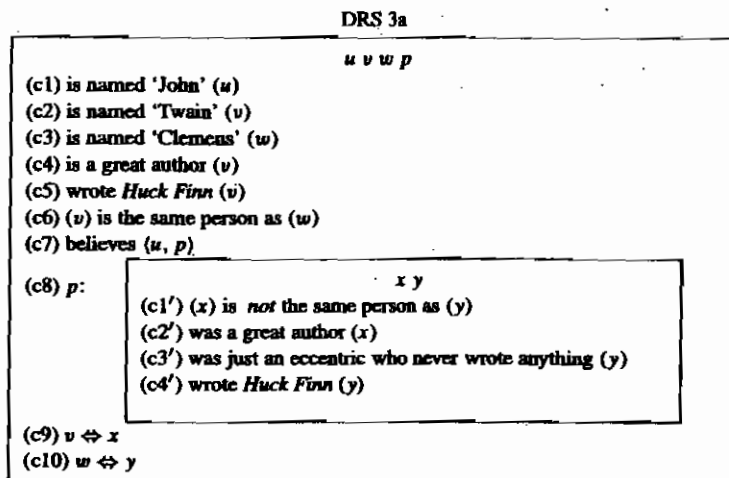 DRS 3a
u v w p
(c1) is named ‘John’ (u)
(c2) is named ‘Twain’ (v)
(c3) is named ‘Clemens’ (w)
(c4) is a great author (v)
(c5) wrote Huck Finn (v)
(c6) (v) is the same person as (w)
(c7) believes (u, p)
x y
(c8) p:
(c1′) (x) is not the same person as (y)
(c2′) was a great author (x)
(c3′) was just an eccentric who never wrote anything (y)
(c4′) wrote Huck Finn (y)
(c9) v ⇔ x
(c10) w ⇔ y